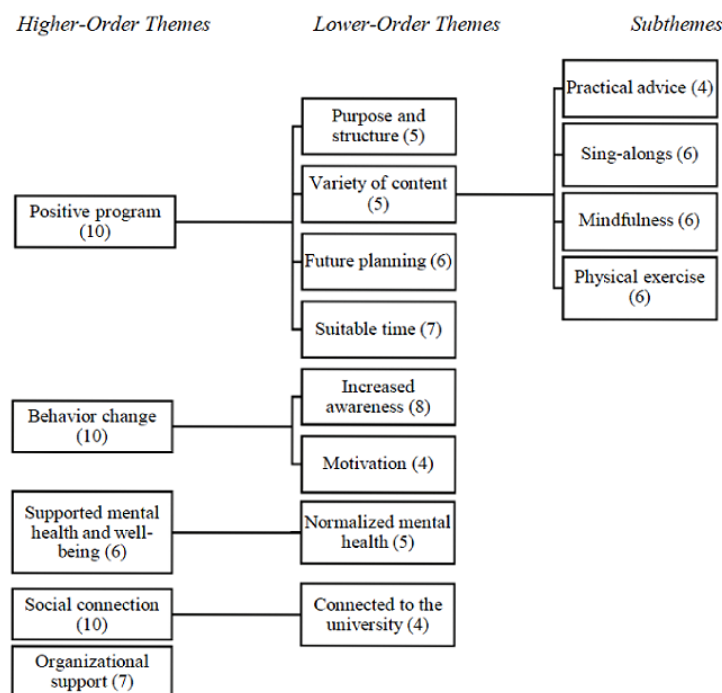 Higher-Order Themes
Lower-Order Themes
Subthemes
Positive program
(10)
Behavior change
(10)
Supported mental
health and well-
being (6)
Social connection
(10)
Organizational
support (7)
Purpose and
structure (5)
Variety of content
(5)
Future planning (6)
Suitable time (7)
Increased
awareness (8)
Motivation (4)
Normalized mental
health (5)
Connected to the
university (4)
Practical advice (4)
Sing-alongs (6)
Mindfulness (6)
Physical exercise
(6)